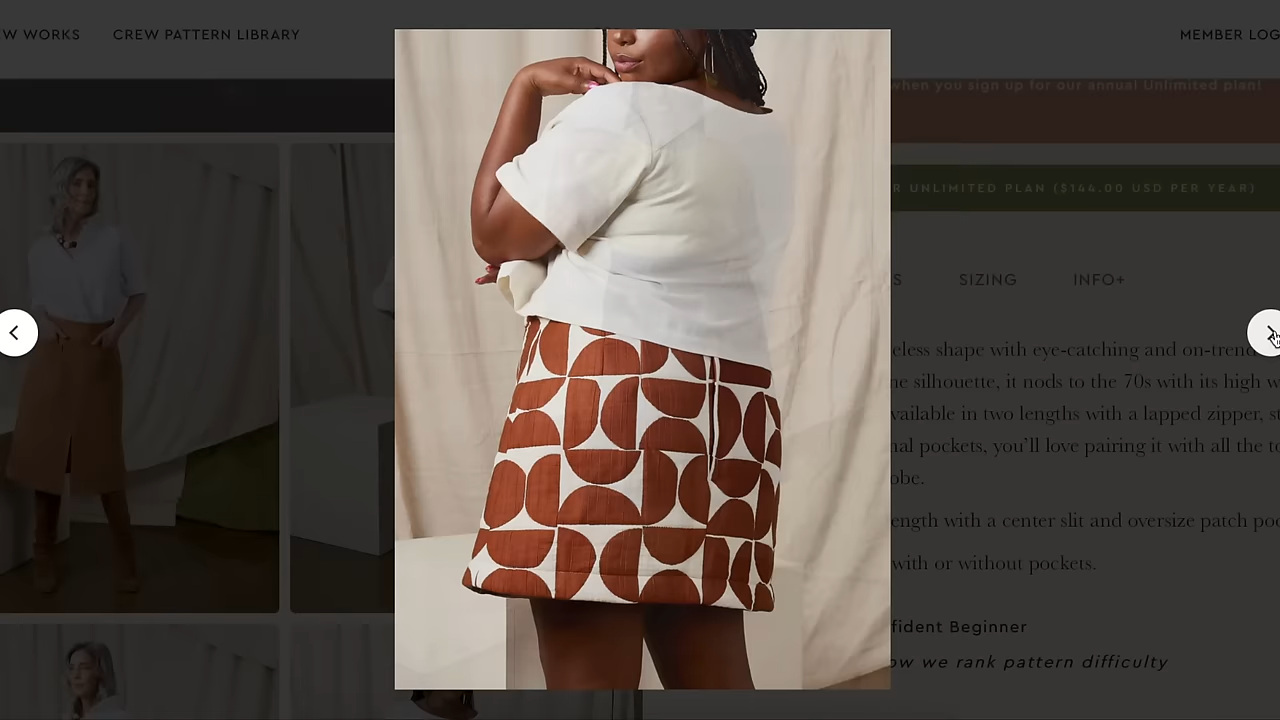 W WORKS
CREW PATTERN LIBRARY
MEMBER LOG
when you sign up for our annual Unlimited plan!
R UNLIMITED PLAN ($144.00 USD PER YEAR)
S
SIZING
INFO+
eless shape with eye-catching and on-trend
ne silhouette, it nods to the 70s with its high w
vailable in two lengths with a lapped zipper, s
nal pockets, you'll love pairing it with all the to
obe.
ength with a center slit and oversize patch poc
with or without pockets.
fident Beginner
ow we rank pattern difficulty